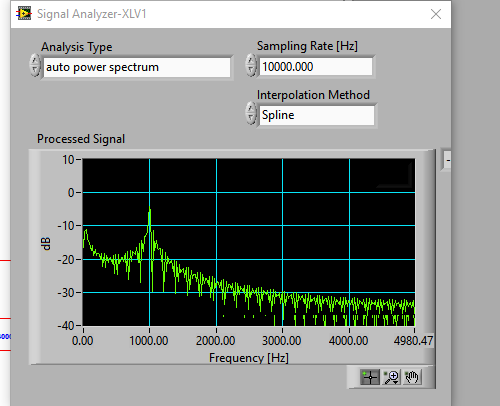 Signal Analyzer-XLV1
Analysis Type
auto power spectrum
Sampling Rate [Hz]
10000.000
Interpolation Method
Spline
Processed Signal
10
0
-10
-20
-30
-40
dB
0.00 1000.00 2000.00 3000.00 4000.00 4980.47
Frequency [Hz]